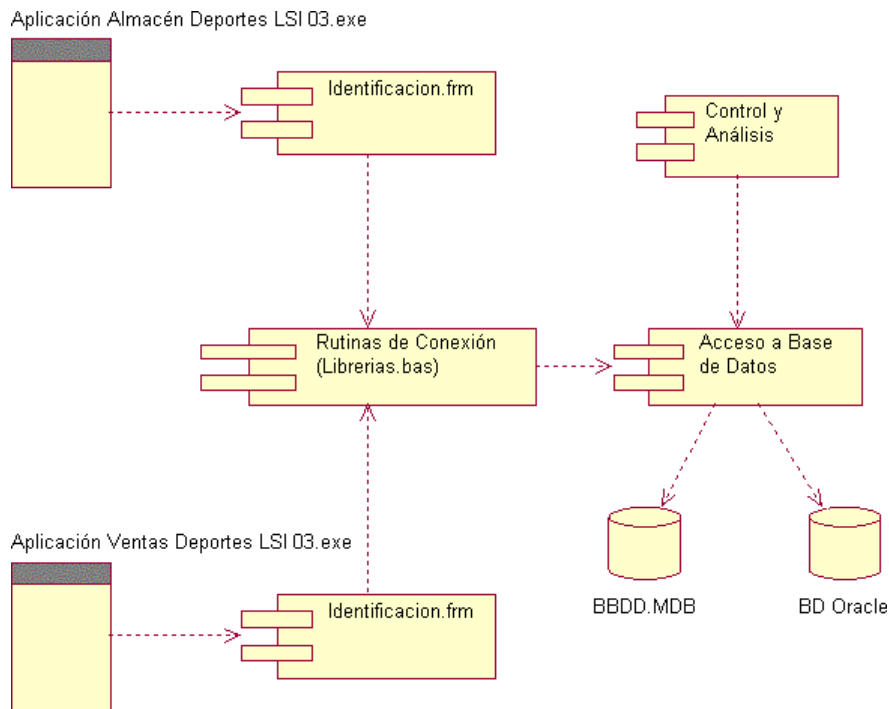 Aplicación Almacén Deportes LSI 03.exe
Identificacion.frm
Control y
Análisis
Rutinas de Conexión
(Librerias.bas)
Acceso a Base
de Datos
Aplicación Ventas Deportes LSI 03.exe
BBDD.MDB
BD Oracle
Identificacion.frm